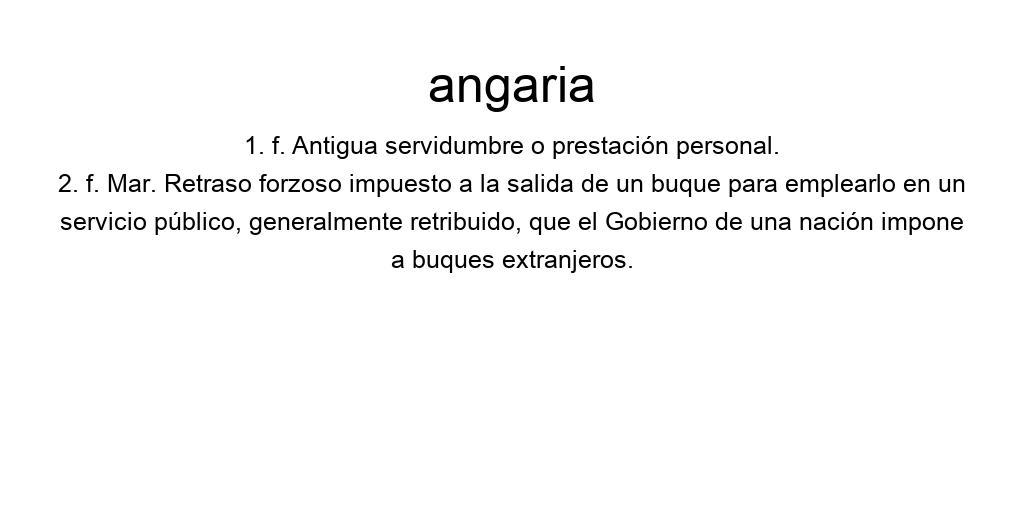 angaria
1. f. Antigua servidumbre o prestación personal.
2. f. Mar. Retraso forzoso impuesto a la salida de un buque para emplearlo en un
servicio público, generalmente retribuido, que el Gobierno de una nación impone
a buques extranjeros.